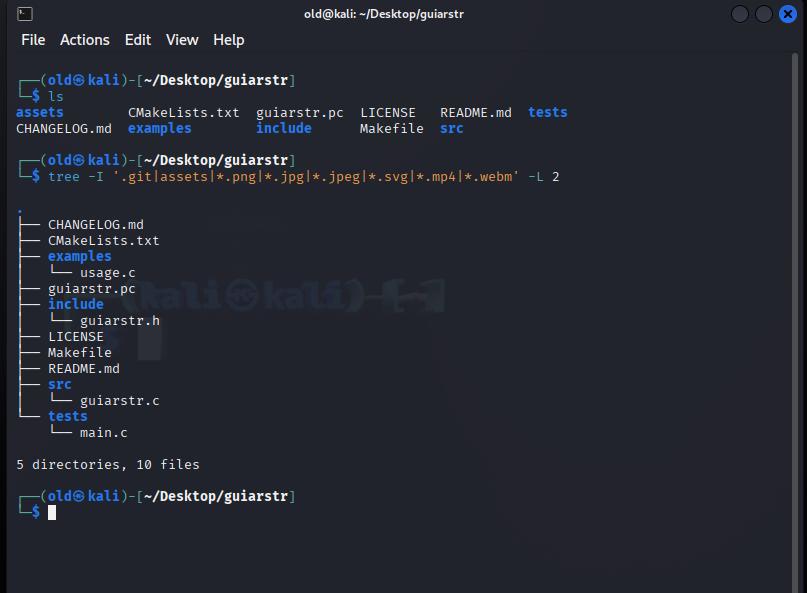 old@kali: ~/Desktop/guiarstr
File Actions Edit View Help
┌──(old㉿kali)-[~/Desktop/guiarstr]
└─$ ls
assets CMakeLists.txt guiarstr.pc LICENSE README.md tests
CHANGELOG.md examples include Makefile src
┌──(old㉿kali)-[~/Desktop/guiarstr]
└─$ tree -I '.git|assets|*.png|*.jpg|*.jpeg|*.svg|*.mp4|*.webm' -L 2
.
├── CHANGELOG.md
├── CMakeLists.txt
├── examples
│   └── usage.c
├── guiarstr.pc
├── include
│   └── guiarstr.h
├── LICENSE
├── Makefile
├── README.md
├── src
│   └── guiarstr.c
└── tests
    └── main.c
5 directories, 10 files
┌──(old㉿kali)-[~/Desktop/guiarstr]
└─$
(kali㉿kali)-[~]